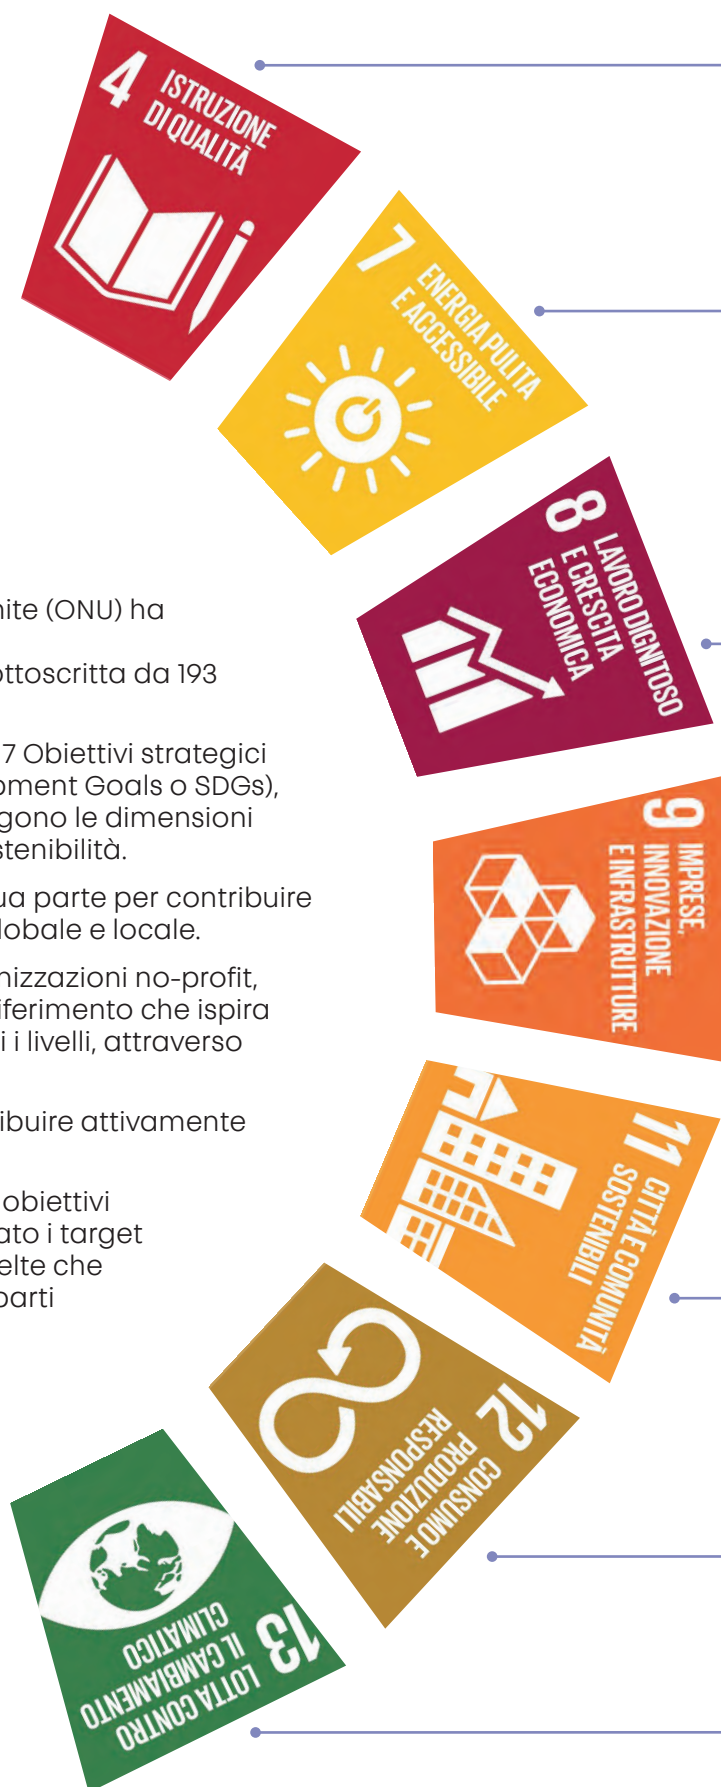 4 ISTRUZIONE
DI QUALITÀ
7 ENERGIA PULITA
E ACCESSIBILE
8 LAVORO DIGNITOSO
E CRESCITA
ECONOMICA
nite (ONU) ha
ottoscritta da 193
7 Obiettivi strategici
pment Goals o SDGs),
gono le dimensioni
stenibilità.
ua parte per contribuire
lobale e locale.
nizzazioni no-profit,
iferimento che ispira
i i livelli, attraverso
ibuire attivamente
obiettivi
ato i target
elte che
parti
9 IMPRESE,
INNOVAZIONE
E INFRASTRUTTURE
11 CITTÀ E COMUNITÀ
SOSTENIBILI
12 CONSUMO E
PRODUZIONE
RESPONSABILI
13 LOTTA CONTRO
IL CAMBIAMENTO
CLIMATICO